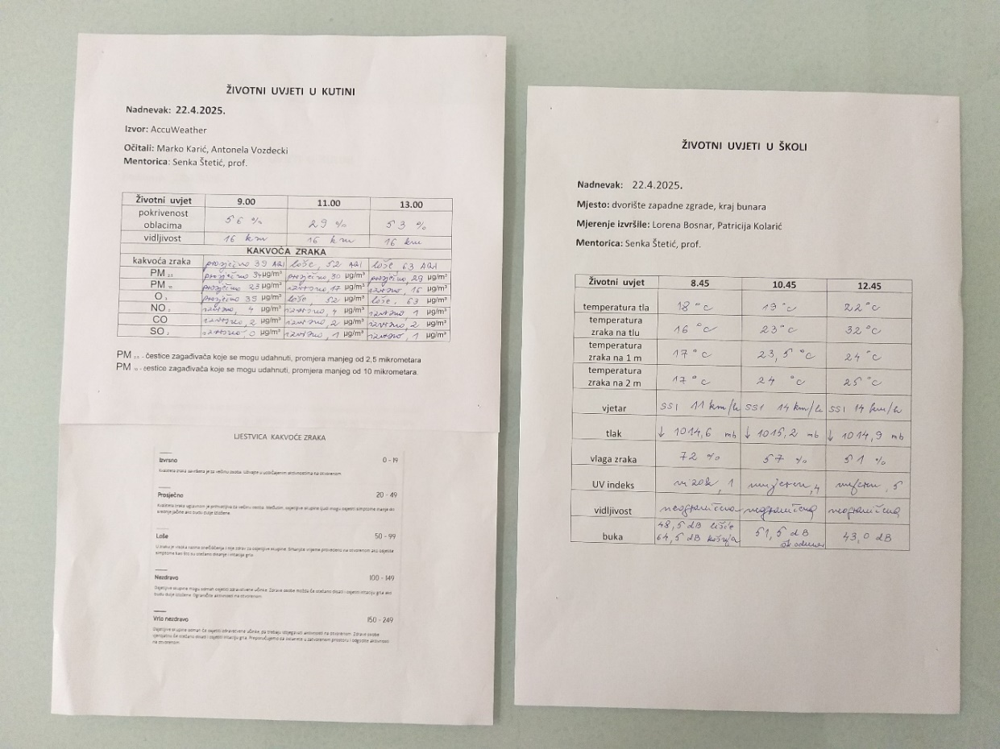 ŽIVOTNI UVJETI U KUTINI
Nadnevak: 22.4.2025.
Izvor: AccuWeather
Očitali: Marko Karić, Antonela Vozdecki
Mentorica: Senka Štetić, prof.
Životni uvjet 9.00 11.00 13.00
pokrivenost oblacima 56 % 29 % 53 %
vidljivost 16 km 16 km 16 km
KAKVOĆA ZRAKA
kakvoća zraka prosječno 39 AQI loše, 52 AQI loše 63 AQI
PM 2.5 prosječno 34 µg/m³ prosječno, 30 µg/m³ prosječno, 29 µg/m³
PM 10 prosječno 23 µg/m³ izvrsno, 17 µg/m³ izvrsno, 16 µg/m³
O 3 prosječno 39 µg/m³ loše, 52 µg/m³ loše, 63 µg/m³
NO 2 izvrsno, 4 µg/m³ izvrsno, 4 µg/m³ izvrsno 1 µg/m³
CO izvrsno, 2 µg/m³ izvrsno, 2 µg/m³ izvrsno, 2 µg/m³
SO 2 izvrsno 0 µg/m³ izvrsno, 1 µg/m³ izvrsno, 1 µg/m³
PM 2.5 - čestice zagađivača koje se mogu udahnuti, promjera manjeg od 2,5 mikrometara
PM 10 - čestice zagađivača koje se mogu udahnuti, promjera manjeg od 10 mikrometara.
LJESTVICA KAKVOĆE ZRAKA
Izvrsno 0 - 19
Kvaliteta zraka savršena je za većinu osoba. Uživajte u uobičajenim aktivnostima na otvorenom.
Prosječno 20 - 49
Kvaliteta zraka uglavnom je prihvatljiva za većinu osoba. Međutim, osjetljive skupine ljudi mogu osjetiti simptome manje do
srednje jačine ako budu dulje izložene.
Loše 50 - 99
U zraku je visoka razina onečišćenja i nije zdrav za osjetljive skupine. Smanjite vrijeme provedeno na otvorenom ako osjetite
simptome kao što su otežano disanje i iritacija grla.
Nezdravo 100 - 149
Osjetljive skupine mogu odmah osjetiti zdravstvene učinke. Zdrave osobe možda će otežano disati i osjetiti iritaciju grla ako
budu dulje izložene. Ograničite aktivnosti na otvorenom.
Vrlo nezdravo 150 - 249
Osjetljive skupine odmah će osjetiti zdravstvene učinke, pa trebaju izbjegavati aktivnosti na otvorenom. Zdrave osobe
vjerojatno će otežano disati i osjetiti iritaciju grla. Preporučujemo da ostanete u zatvorenom prostoru i odgodite aktivnosti
na otvorenom.
ŽIVOTNI UVJETI U ŠKOLI
Nadnevak: 22.4.2025.
Mjesto: dvorište zapadne zgrade, kraj bunara
Mjerenje izvršile: Lorena Bosnar, Patricija Kolarić
Mentorica: Senka Štetić, prof.
Životni uvjet 8.45 10.45 12.45
temperatura tla 18 °C 19 °C 22 °C
temperatura zraka na tlu 16 °C 23 °C 32 °C
temperatura zraka na 1 m 17 °C 23,5 °C 24 °C
temperatura zraka na 2 m 17 °C 24 °C 25 °C
vjetar SSI 11 km/h SSI 14 km/h SSI 14 km/h
tlak ↓ 1014,6 mb ↓ 1015,2 mb ↓ 1014,9 mb
vlaga zraka 72 % 57 % 51 %
UV indeks nizak, 1 umjeren, 4 umjeren, 5
vidljivost neograničena neograničena neograničena
buka 48,5 dB lišće 64,5 dB košnja 51,5 dB 43,0 dB